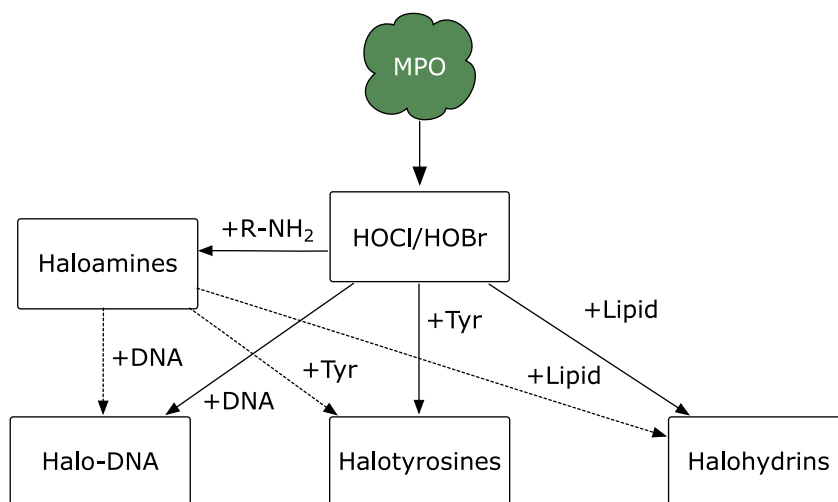 MPO
+R-NH₂
HOCl/HOBr
Haloamines
+Tyr
+Lipid
+DNA
+Tyr
+Lipid
+DNA
Halo-DNA
Halotyrosines
Halohydrins